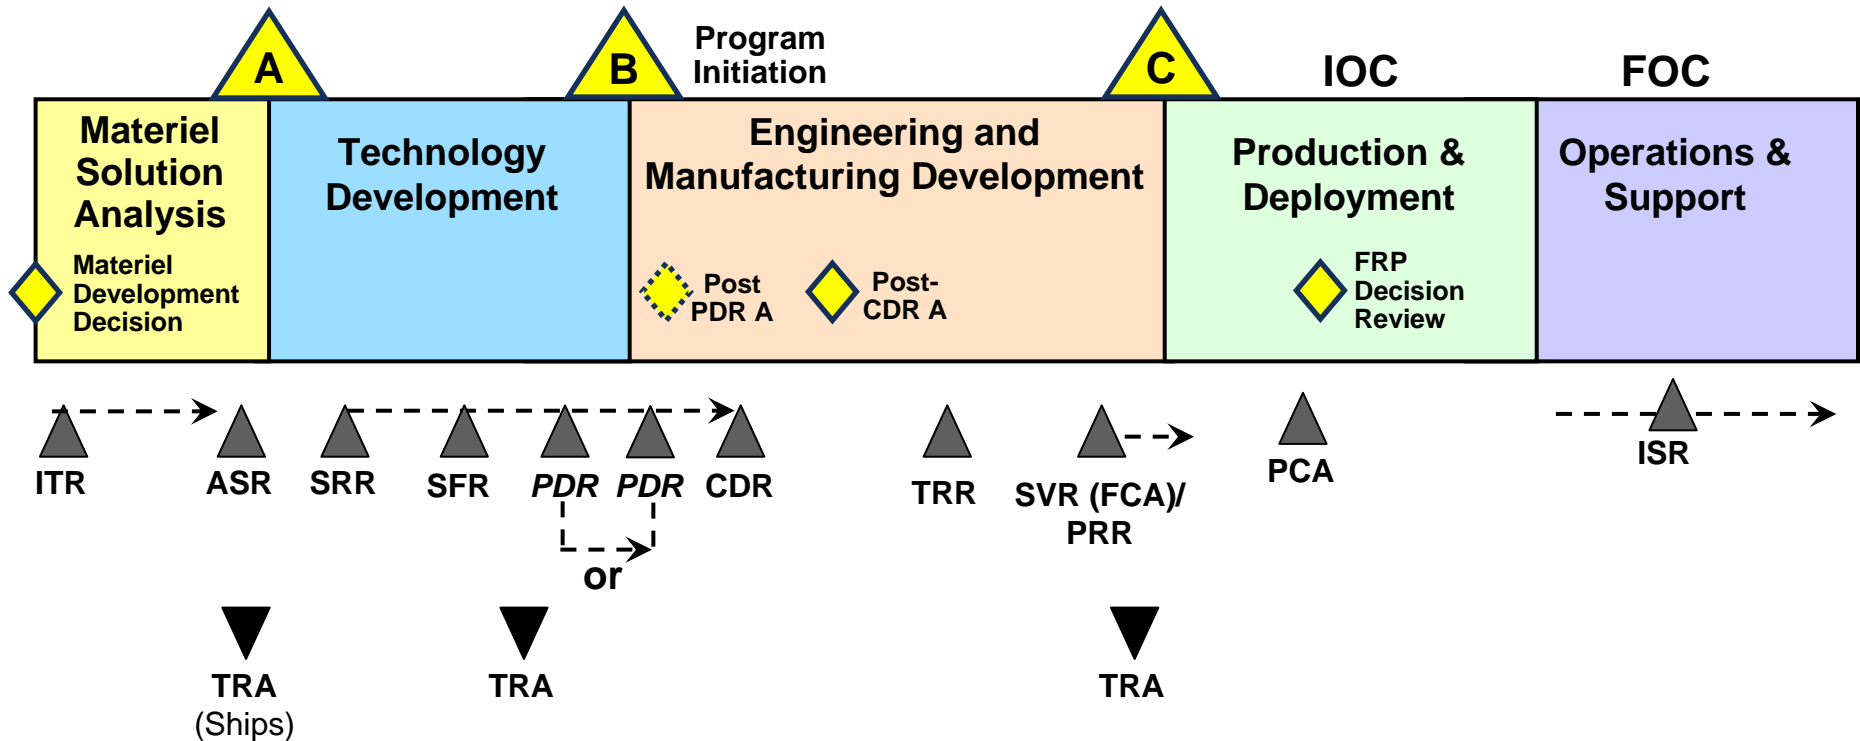 A
B
Program
Initiation
C
IOC
FOC
Materiel
Solution
Analysis
Technology
Development
Engineering and
Manufacturing Development
Production &
Deployment
Operations &
Support
Materiel
Development
Decision
Post
PDR A
Post-
CDR A
FRP
Decision
Review
ITR
ASR
SRR
SFR
PDR
PDR
CDR
TRR
SVR (FCA)/
PRR
PCA
ISR
or
TRA
(Ships)
TRA
TRA